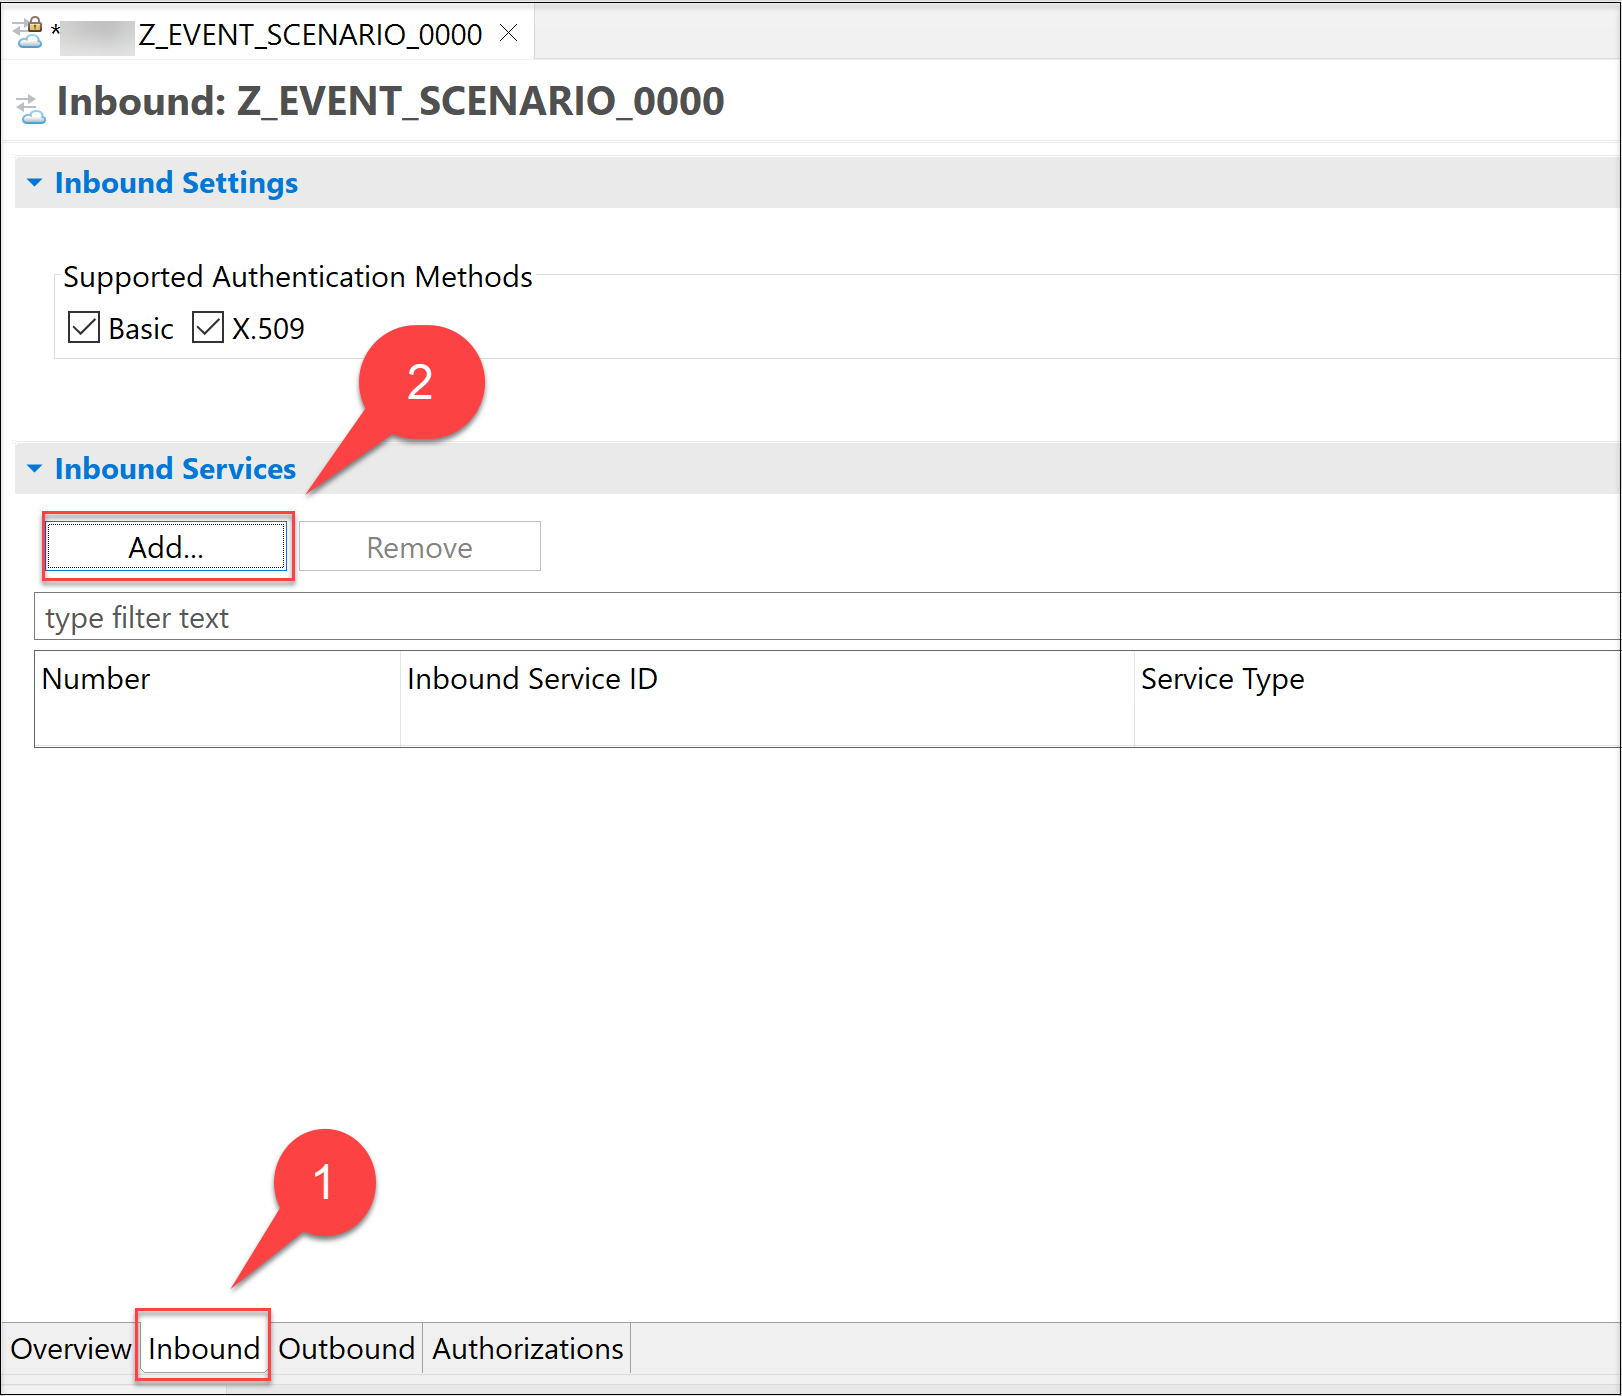 * Z_EVENT_SCENARIO_0000
Inbound: Z_EVENT_SCENARIO_0000
Inbound Settings
Supported Authentication Methods
Basic X.509
2
Inbound Services
Add... Remove
type filter text
Number Inbound Service ID Service Type
1
Overview Inbound Outbound Authorizations